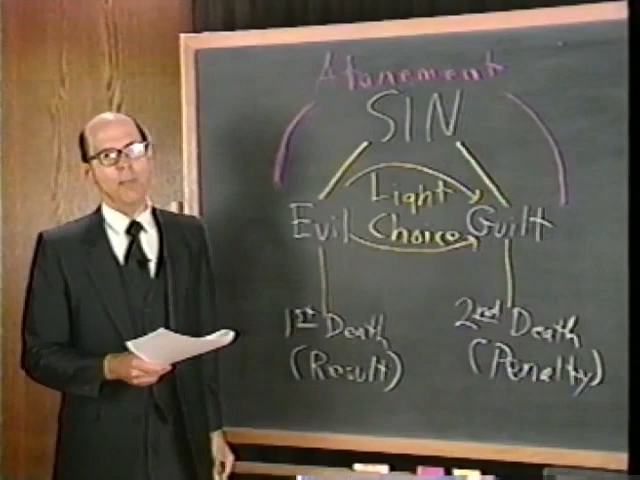 Atonement
SIN
Light
Evil Choice Guilt
1st Death 2nd Death
(Result) (Penalty)